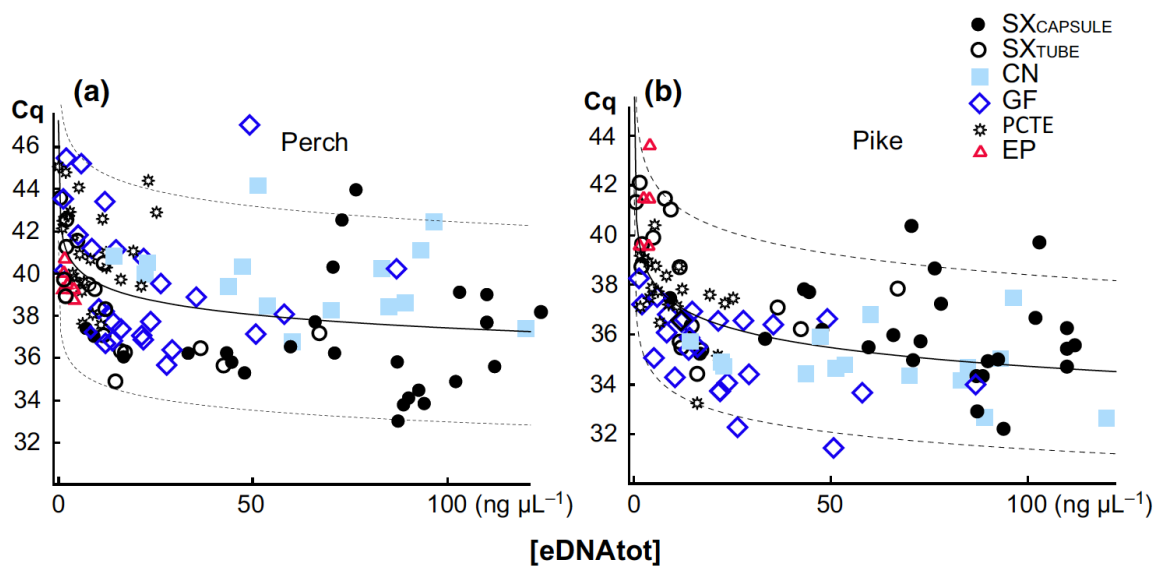 SXCAPSULE
SXTUBE
CN
GF
PCTE
EP
(a)
Cq
Perch
46
44
42
40
38
36
34
32
0
50
100 (ng µL⁻¹)
(b)
Cq
Pike
44
42
40
38
36
34
32
0
50
100 (ng µL⁻¹)
[eDNAtot]